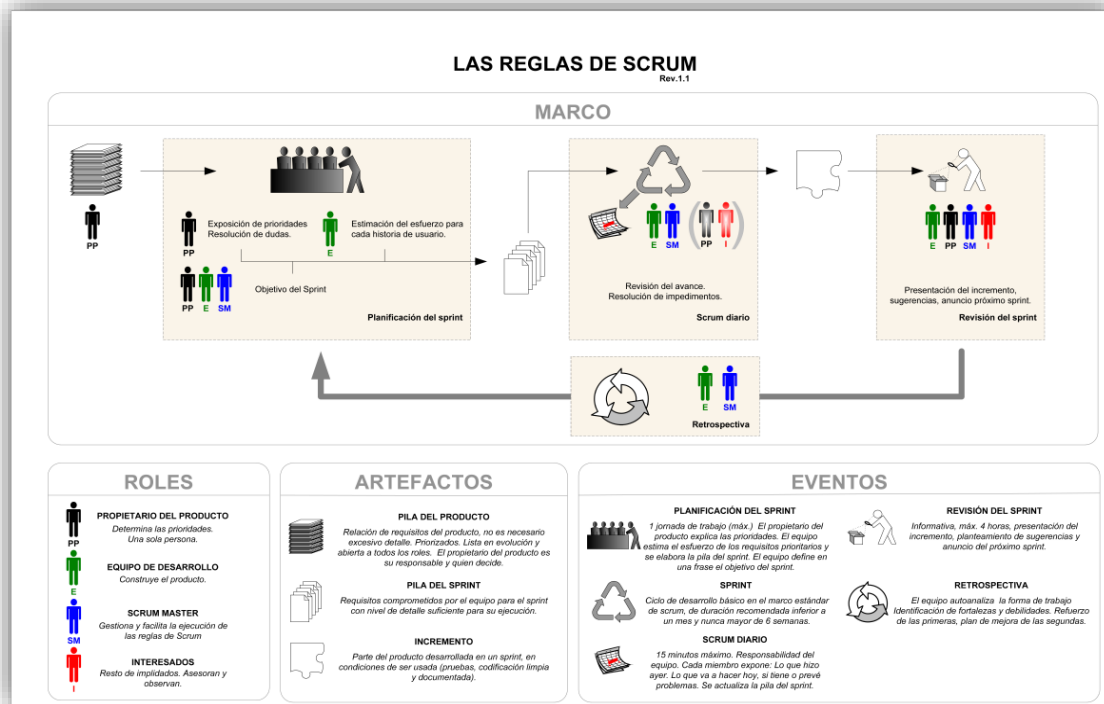 LAS REGLAS DE SCRUM
Rev.1.1
MARCO
PP
PP
Exposición de prioridades
Resolución de dudas.
E
Estimación del esfuerzo para
cada historia de usuario.
PP E SM
Objetivo del Sprint
Planificación del sprint
E SM PP I
Revisión del avance.
Resolución de impedimentos.
Scrum diario
E PP SM I
Presentación del incremento,
sugerencias, anuncio próximo sprint.
Revisión del sprint
E SM
Retrospectiva
ROLES
PP
PROPIETARIO DEL PRODUCTO
Determina las prioridades.
Una sola persona.
E
EQUIPO DE DESARROLLO
Construye el producto.
SM
SCRUM MASTER
Gestiona y facilita la ejecución de
las reglas de Scrum
I
INTERESADOS
Resto de implidados. Asesoran y
observan.
ARTEFACTOS
PILA DEL PRODUCTO
Relación de requisitos del producto, no es necesario
excesivo detalle. Priorizados. Lista en evolución y
abierta a todos los roles. El propietario del producto es
su responsable y quien decide.
PILA DEL SPRINT
Requisitos comprometidos por el equipo para el sprint
con nivel de detalle suficiente para su ejecución.
INCREMENTO
Parte del producto desarrollada en un sprint, en
condiciones de ser usada (pruebas, codificación limpia
y documentada).
EVENTOS
PLANIFICACIÓN DEL SPRINT
1 jornada de trabajo (máx.) El propietario del
producto explica las prioridades. El equipo
estima el esfuerzo de los requisitos prioritarios y
se elabora la pila del sprint. El equipo define en
una frase el objetivo del sprint.
SPRINT
Ciclo de desarrollo básico en el marco estándar
de scrum, de duración recomendada inferior a
un mes y nunca mayor de 6 semanas.
SCRUM DIARIO
15 minutos máximo. Responsabilidad del
equipo. Cada miembro expone: Lo que hizo
ayer. Lo que va a hacer hoy, si tiene o prevé
problemas. Se actualiza la pila del sprint.
REVISIÓN DEL SPRINT
Informativa, máx. 4 horas, presentación del
incremento, planteamiento de sugerencias y
anuncio del próximo sprint.
RETROSPECTIVA
El equipo autoanaliza la forma de trabajo
Identificación de fortalezas y debilidades. Refuerzo
de las primeras, plan de mejora de las segundas.